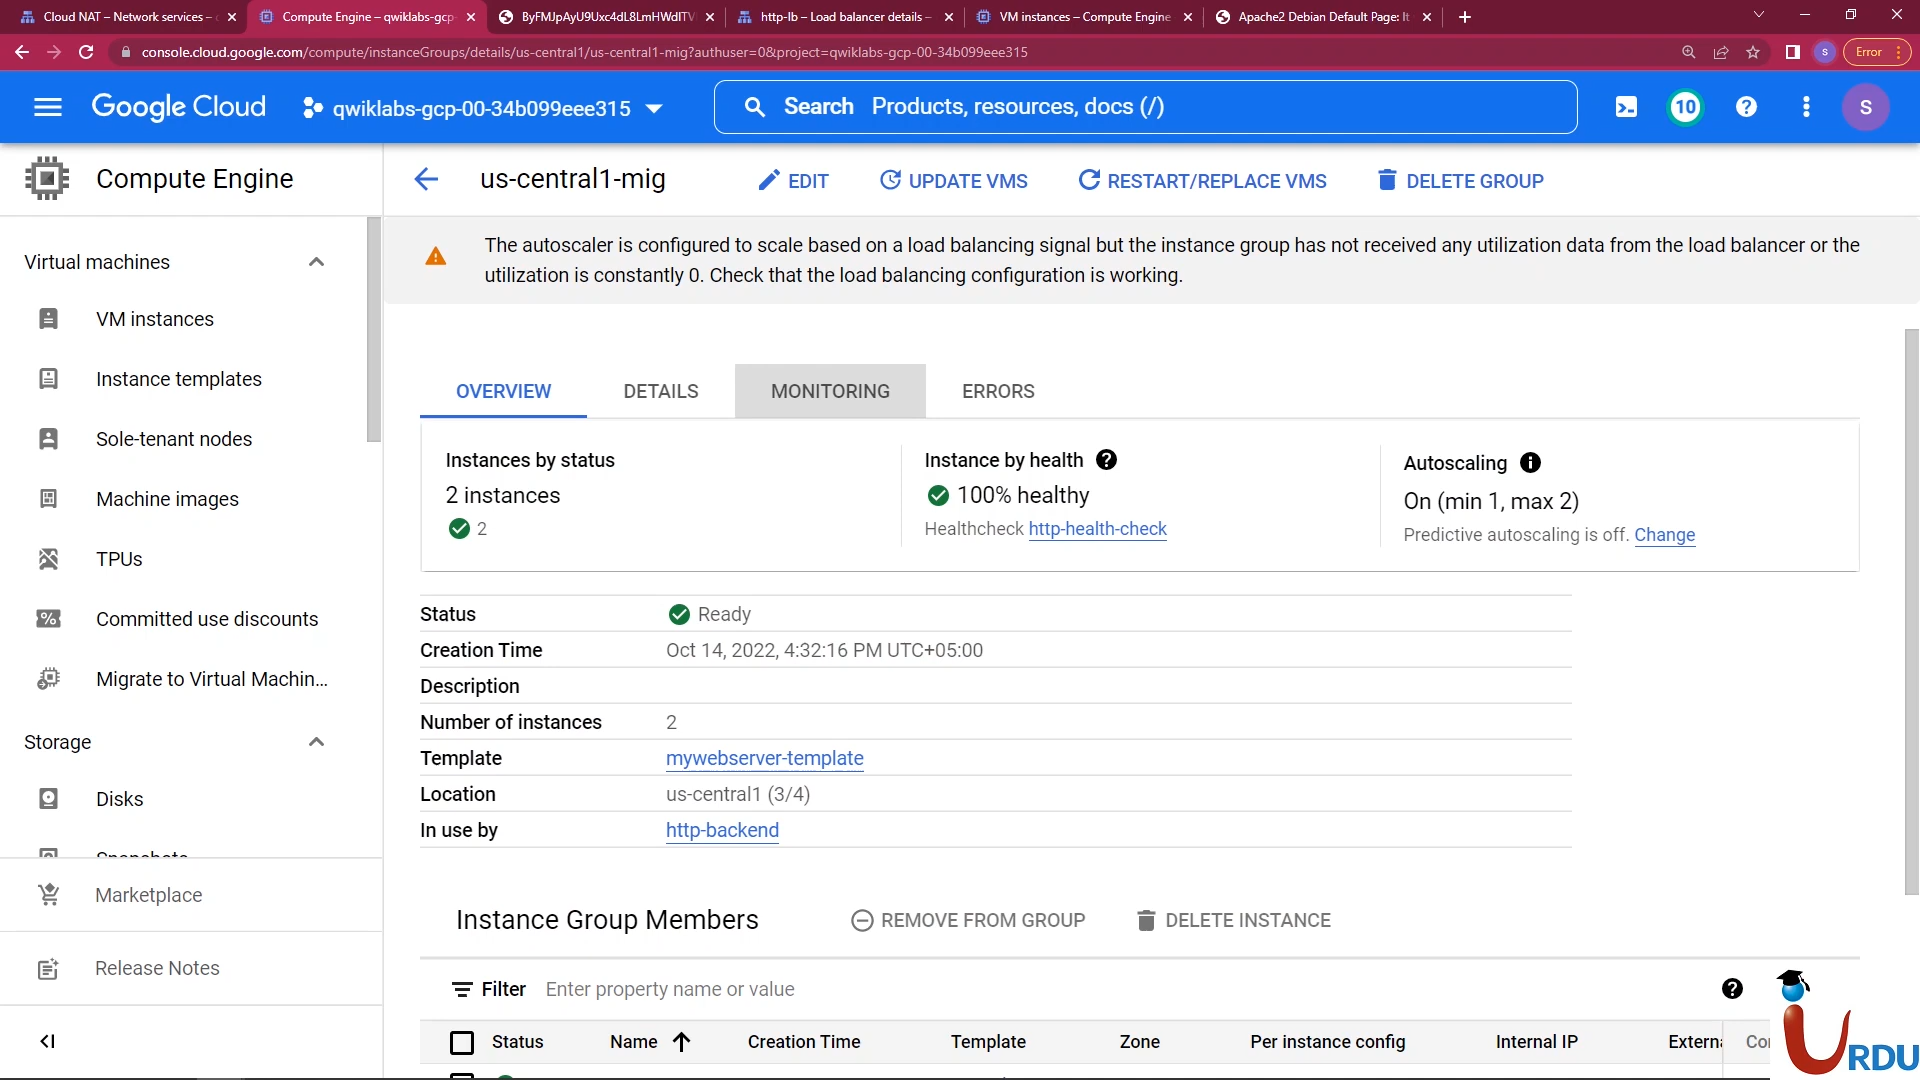 Cloud NAT – Network services –
Compute Engine – qwiklabs-gcp-
ByFMJpAyU9Uxc4dL8LmHWdITV
http-lb – Load balancer details –
VM instances – Compute Engine
Apache2 Debian Default Page: It
console.cloud.google.com/compute/instanceGroups/details/us-central1/us-central1-mig?authuser=0&project=qwiklabs-gcp-00-34b099eee315
S
Error
Google Cloud
qwiklabs-gcp-00-34b099eee315
Search Products, resources, docs (/)
10
S
Compute Engine
us-central1-mig
EDIT
UPDATE VMS
RESTART/REPLACE VMS
DELETE GROUP
The autoscaler is configured to scale based on a load balancing signal but the instance group has not received any utilization data from the load balancer or the
utilization is constantly 0. Check that the load balancing configuration is working.
Virtual machines
VM instances
Instance templates
Sole-tenant nodes
Machine images
TPUs
Committed use discounts
Migrate to Virtual Machin...
Storage
Disks
Snapshots
Marketplace
Release Notes
OVERVIEW
DETAILS
MONITORING
ERRORS
Instances by status
2 instances
2
Instance by health
100% healthy
Healthcheck http-health-check
Autoscaling
On (min 1, max 2)
Predictive autoscaling is off. Change
Status Ready
Creation Time Oct 14, 2022, 4:32:16 PM UTC+05:00
Description
Number of instances 2
Template mywebserver-template
Location us-central1 (3/4)
In use by http-backend
Instance Group Members
REMOVE FROM GROUP
DELETE INSTANCE
Filter Enter property name or value
Status Name Creation Time Template Zone Per instance config Internal IP Externa Co
URDU